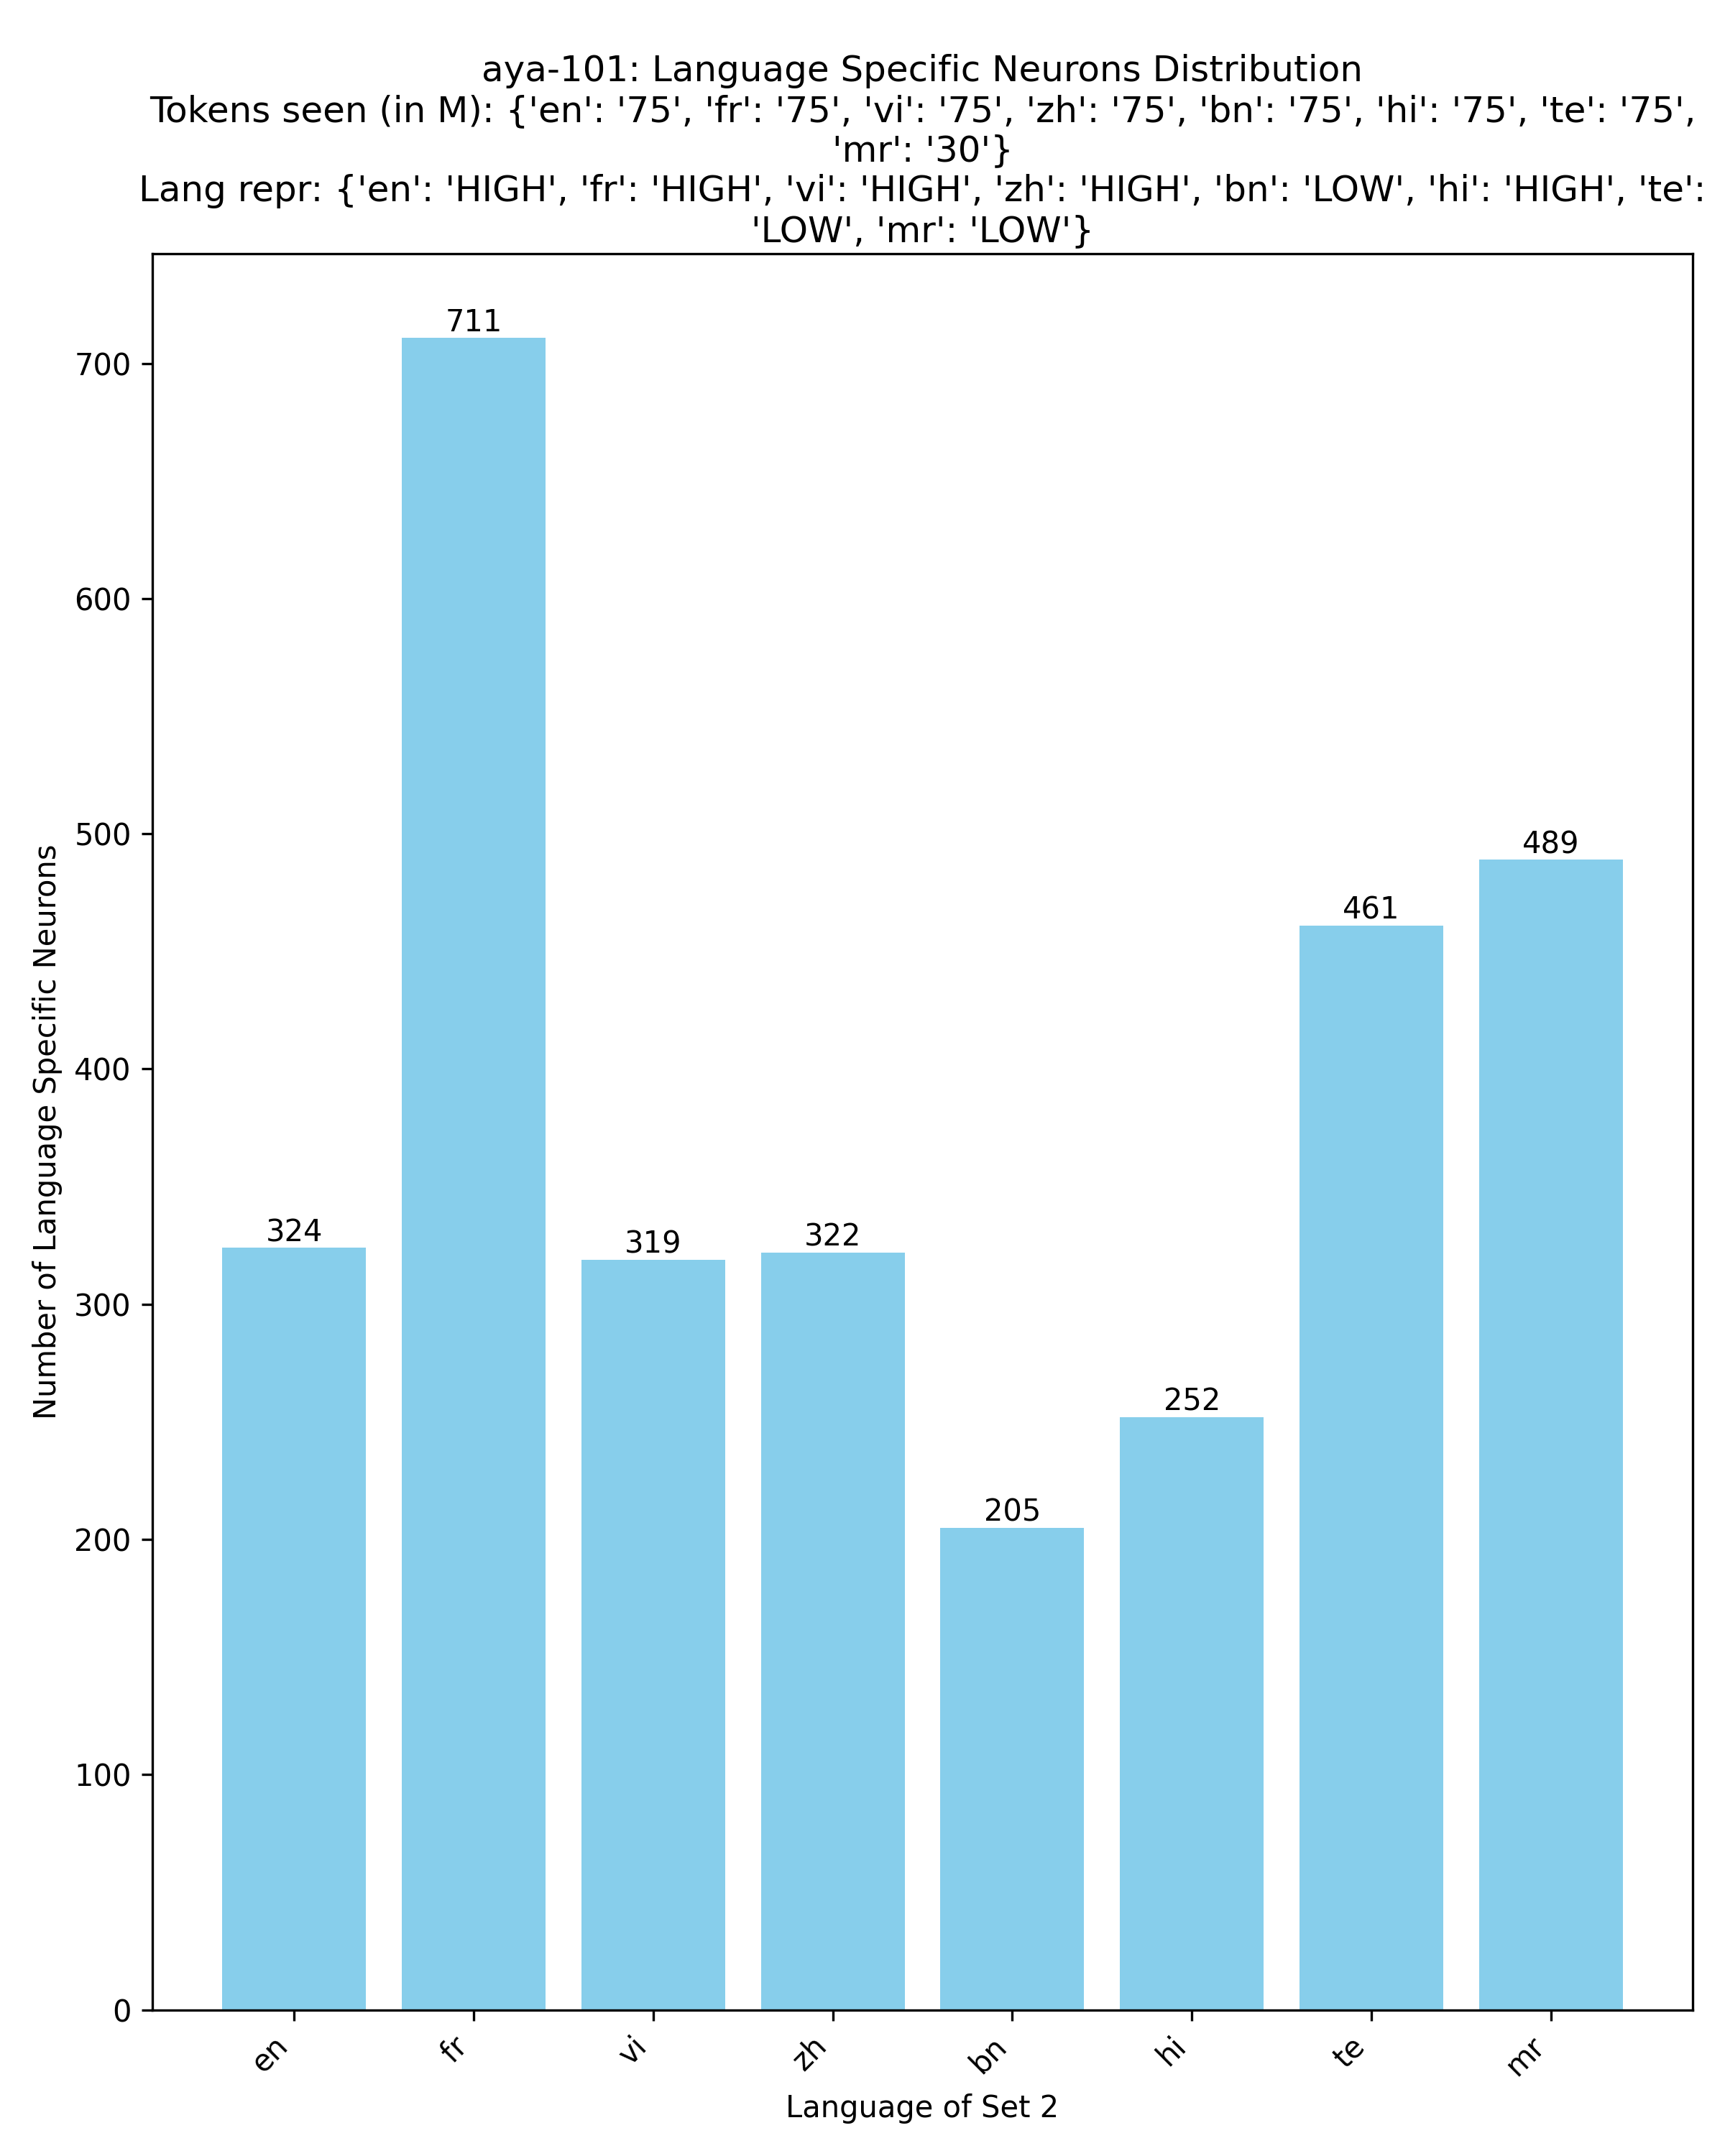 aya-101: Language Specific Neurons Distribution
Tokens seen (in M): {'en': '75', 'fr': '75', 'vi': '75', 'zh': '75', 'bn': '75', 'hi': '75', 'te': '75',
'mr': '30'}
Lang repr: {'en': 'HIGH', 'fr': 'HIGH', 'vi': 'HIGH', 'zh': 'HIGH', 'bn': 'LOW', 'hi': 'HIGH', 'te':
'LOW', 'mr': 'LOW'}
Number of Language Specific Neurons
700
600
500
400
300
200
100
0
324
711
319
322
205
252
461
489
en
fr
vi
zh
bn
hi
te
mr
Language of Set 2